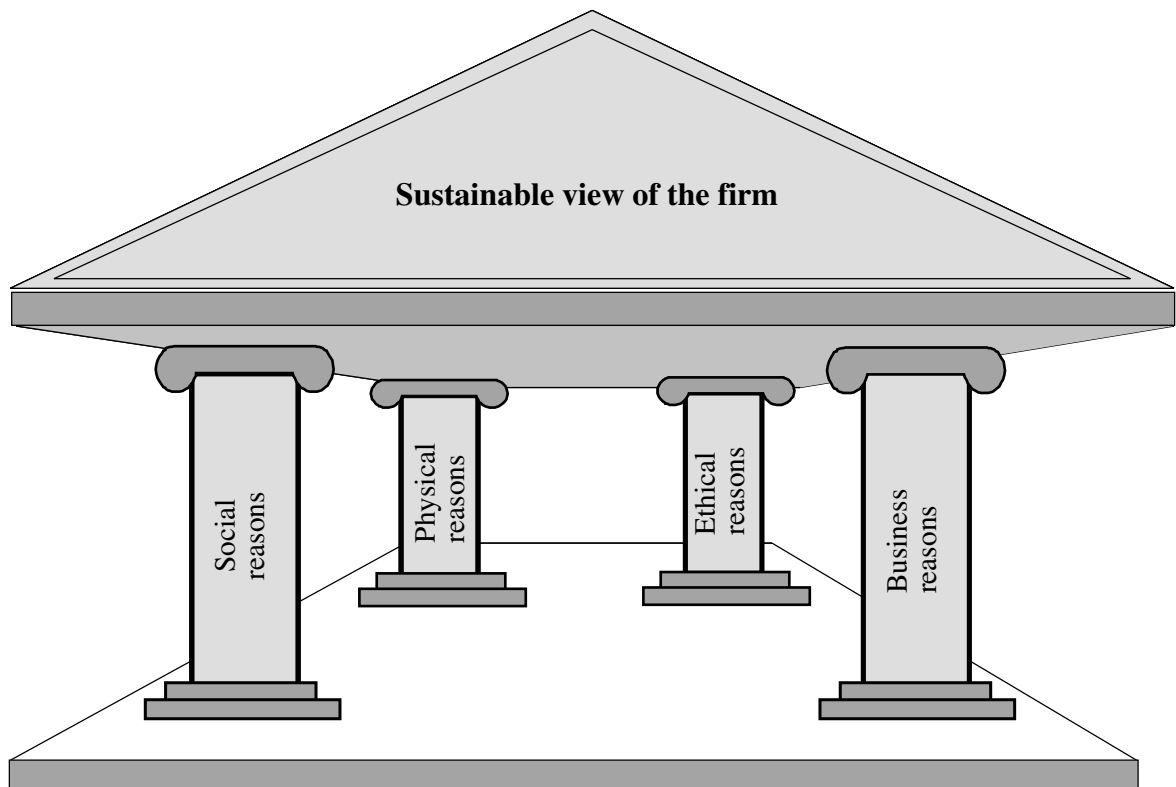 Sustainable view of the firm
Social
reasons
Physical
reasons
Ethical
reasons
Business
reasons